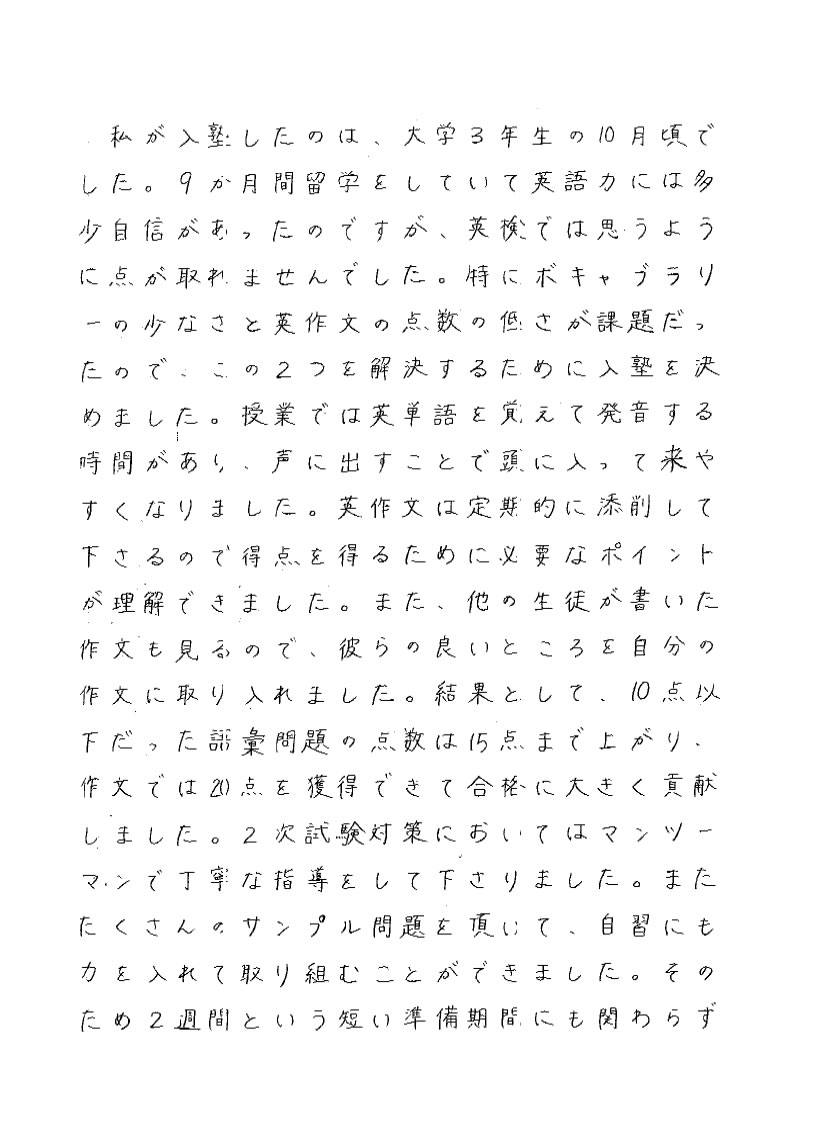 私が入塾したのは、大学3年生の10月頃で
した。9か月間留学をしていて英語力には多
少自信があったのですが、英検では思うよう
に点が取れませんでした。特にボキャブラリ
ーの少なさと英作文の点数の低さが課題だっ
たので、この2つを解決するために入塾を決
めました。授業では英単語を覚えて発音する
時間があり、声に出すことで頭に入って来や
すくなりました。英作文は定期的に添削して
下さるので得点を得るために必要なポイント
が理解できました。また、他の生徒が書いた
作文も見るので、彼らの良いところを自分の
作文に取り入れました。結果として、10点以
下だった語彙問題の点数は15点まで上がり、
作文では20点を獲得できて合格に大きく貢献
しました。2次試験対策においてはマンツー
マンで丁寧な指導をして下さりました。また
たくさんのサンプル問題を頂いて、自習にも
力を入れて取り組むことができました。その
ため2週間という短い準備期間にも関わらず